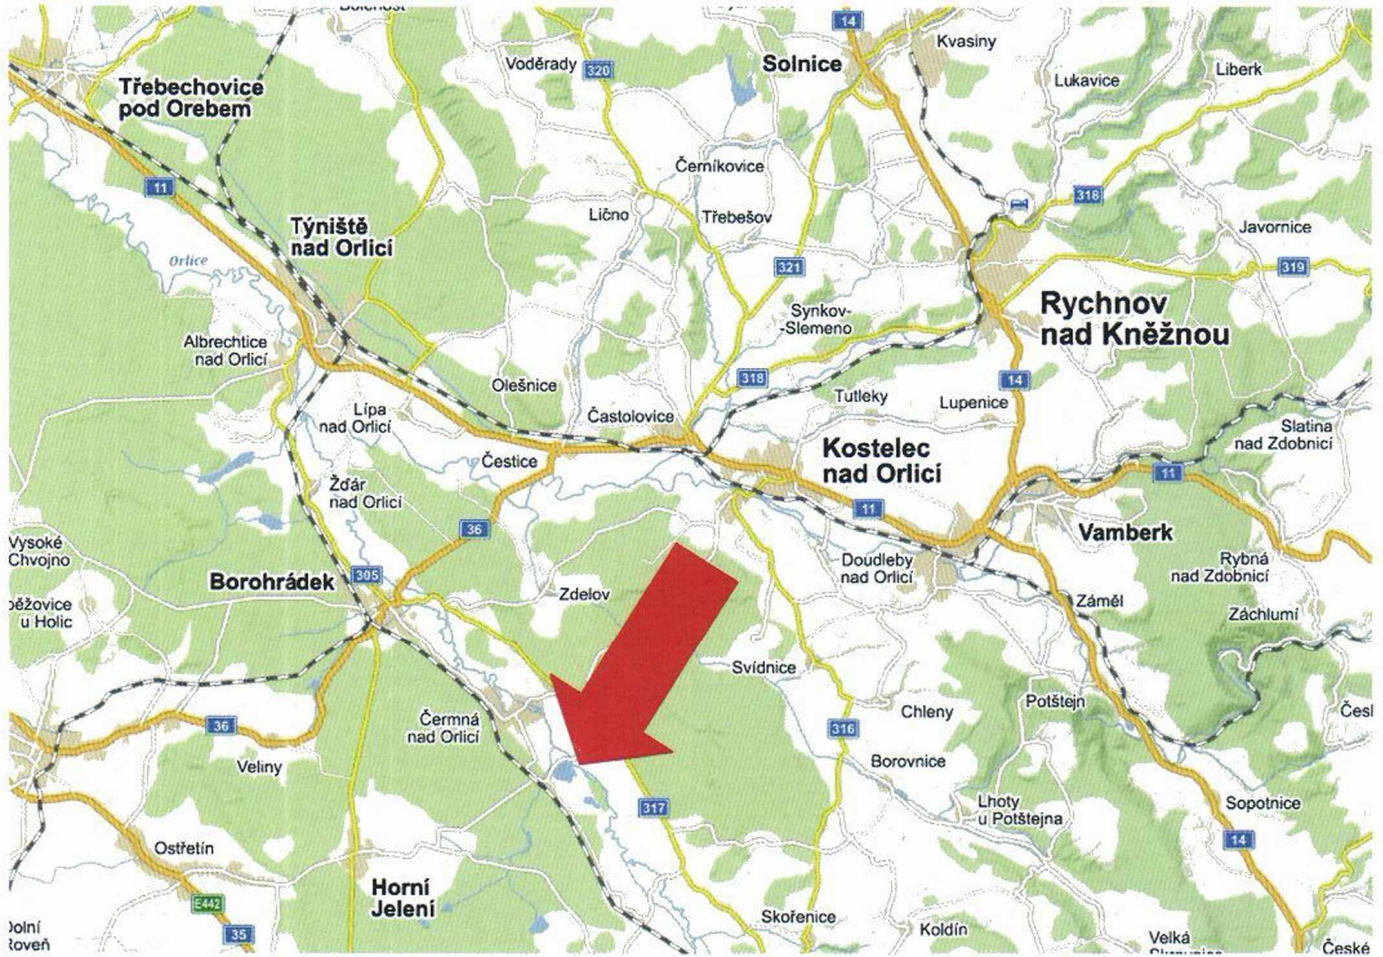 14
Kvasiny
Solnice
Voděrady
320
Lukavice
Liberk
Třebechovice
pod Orebem
Černíkovice
11
318
Lično
Třebešov
Týniště
nad Orlicí
Javornice
Orlice
321
319
Synkov-
-Slemeno
Rychnov
nad Kněžnou
Albrechtice
nad Orlicí
318
14
Olešnice
Tutleky
Lupenice
Lípa
nad Orlicí
Častolovice
Slatina
nad Zdobnicí
Kostelec
nad Orlicí
Čestice
11
Žďár
nad Orlicí
11
36
Vamberk
Vysoké
Chvojno
Doudleby
nad Orlicí
Rybná
nad Zdobnicí
305
Borohrádek
Zdelov
Záměl
u Holic
Záchlumí
Svídnice
Potštejn
Chleny
Čermná
nad Orlicí
36
316
Veliny
Borovnice
317
Lhoty
u Potštejna
Sopotnice
Ostřetín
14
Horní
Jelení
E442
35
Skořenice
Koldín
Velká
České